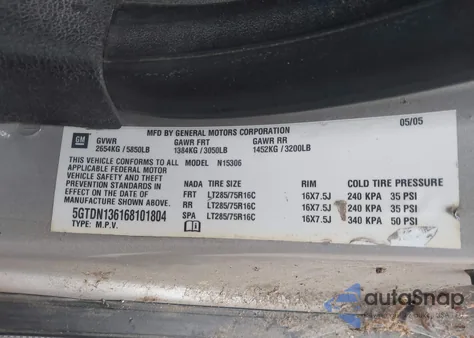 MFD BY GENERAL MOTORS CORPORATION 05/05
GM
GVWR GAWR FRT GAWR RR
2654KG / 5850LB 1384KG / 3050LB 1452KG / 3200LB
THIS VEHICLE CONFORMS TO ALL MODEL N15306
APPLICABLE FEDERAL MOTOR
VEHICLE SAFETY AND THEFT NADA TIRE SIZE RIM COLD TIRE PRESSURE
PREVENTION STANDARDS IN FRT LT285/75R16C 16X7.5J 240 KPA 35 PSI
EFFECT ON THE DATE OF RR LT285/75R16C 16X7.5J 240 KPA 35 PSI
MANUFACTURE SHOWN ABOVE. SPA LT285/75R16C 16X7.5J 340 KPA 50 PSI
5GTDN136168101804
TYPE: M.P.V.
autoSnap